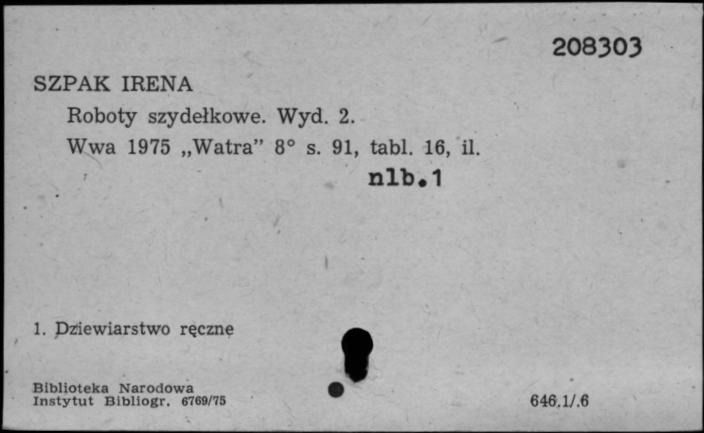 208303
SZPAK IRENA
Roboty szydełkowe. Wyd. 2.
Wwa 1975 „Watra” 8° s. 91, tabl. 16, il.
nlb.1
1. Dziewiarstwo ręczne
Biblioteka Narodowa
Instytut Bibliogr. 6769/75
646.1/.6